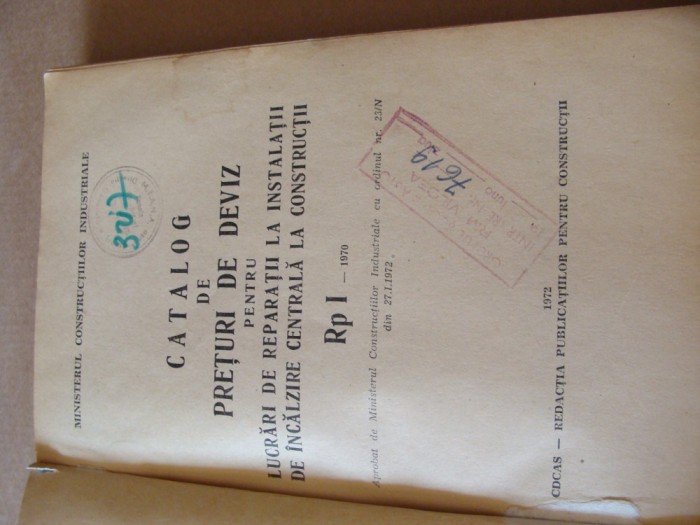 MINISTERUL CONSTRUCȚIILOR INDUSTRIALE
327
CATALOG
DE
PREȚURI DE DEVIZ
PENTRU
LUCRĂRI DE REPARAȚII LA INSTALAȚII
DE ÎNCĂLZIRE CENTRALĂ LA CONSTRUCȚII
Rp I — 1970
Aprobat de Ministerul Construcțiilor Industriale cu ordinul nr. 23/N
din 27.I.1972.
7619
1972
CDCAS — REDACȚIA PUBLICAȚIILOR PENTRU CONSTRUCȚII